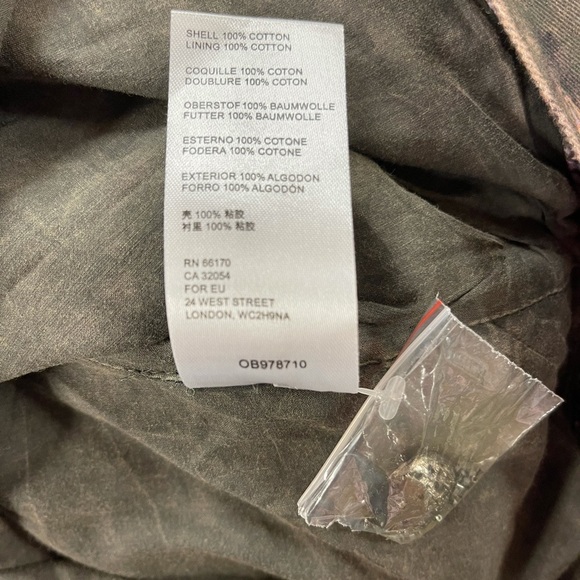 SHELL 100% COTTON
LINING 100% COTTON
COQUILLE 100% COTON
DOUBLURE 100% COTON
OBERSTOF 100% BAUMWOLLE
FUTTER 100% BAUMWOLLE
ESTERNO 100% COTONE
FODERA 100% COTONE
EXTERIOR 100% ALGODON
FORRO 100% ALGODÓN
壳 100% 粘胶
衬里 100% 粘胶
RN 66170
CA 32054
FOR EU
24 WEST STREET
LONDON, WC2H9NA
OB978710